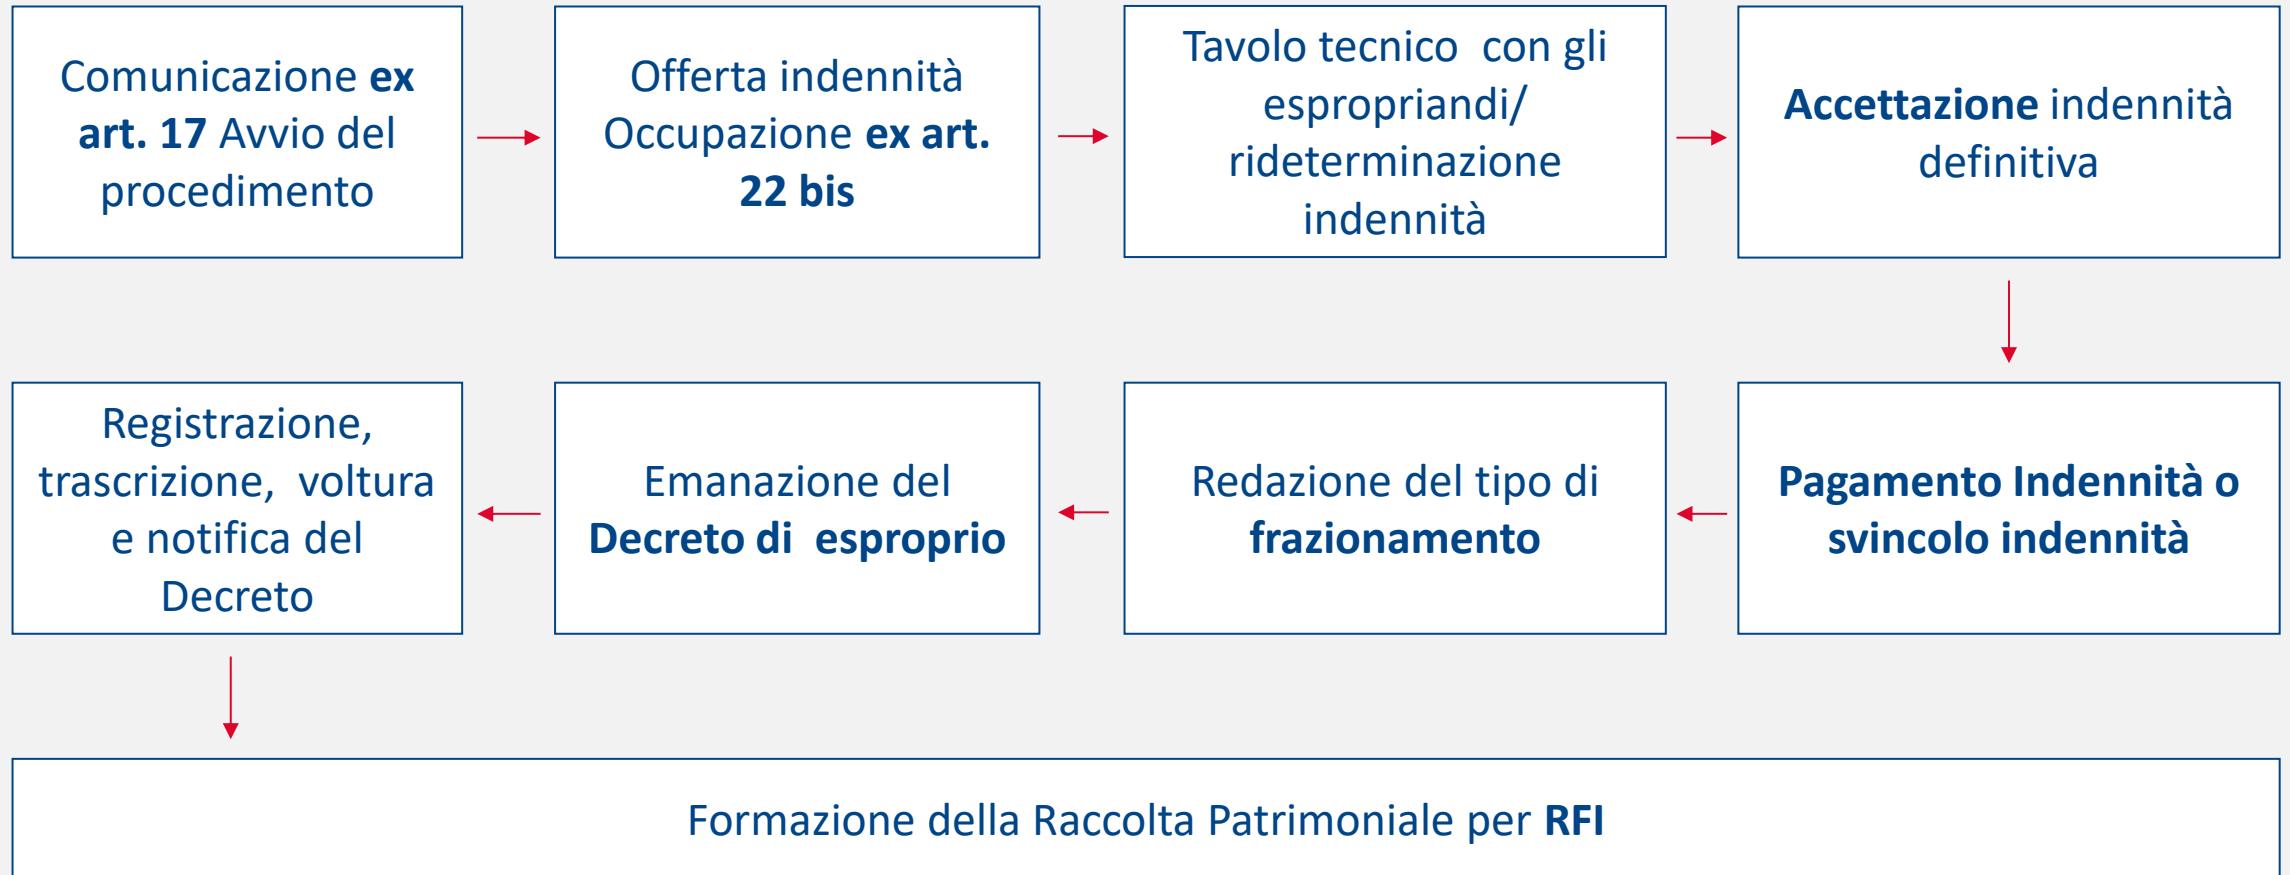 Comunicazione ex
art. 17 Avvio del
procedimento
Offerta indennità
Occupazione ex art.
22 bis
Tavolo tecnico  con gli
espropriandi/
rideterminazione
indennità
Accettazione indennità
definitiva
Pagamento Indennità o
svincolo indennità
Redazione del tipo di
frazionamento
Emanazione del
Decreto di  esproprio
Registrazione,
trascrizione,  voltura
e notifica del
Decreto
Formazione della Raccolta Patrimoniale per RFI